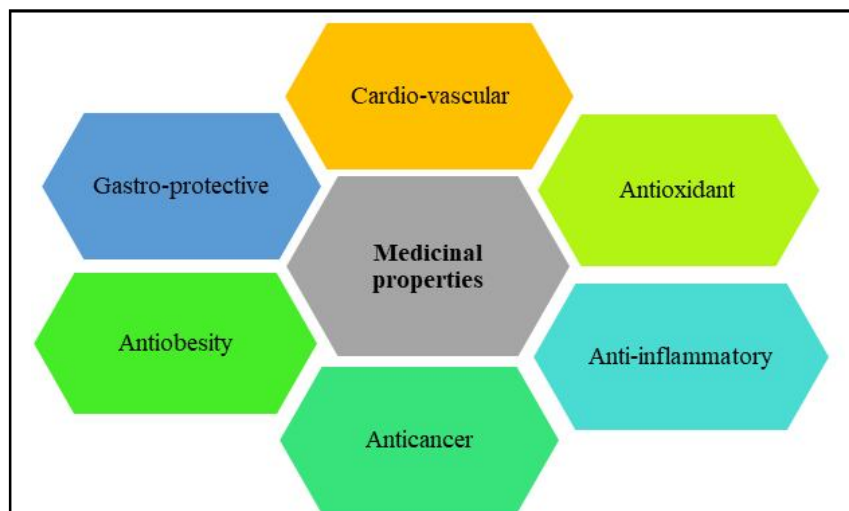 Cardio-vascular
Gastro-protective
Antioxidant
Medicinal
properties
Antiobesity
Anti-inflammatory
Anticancer